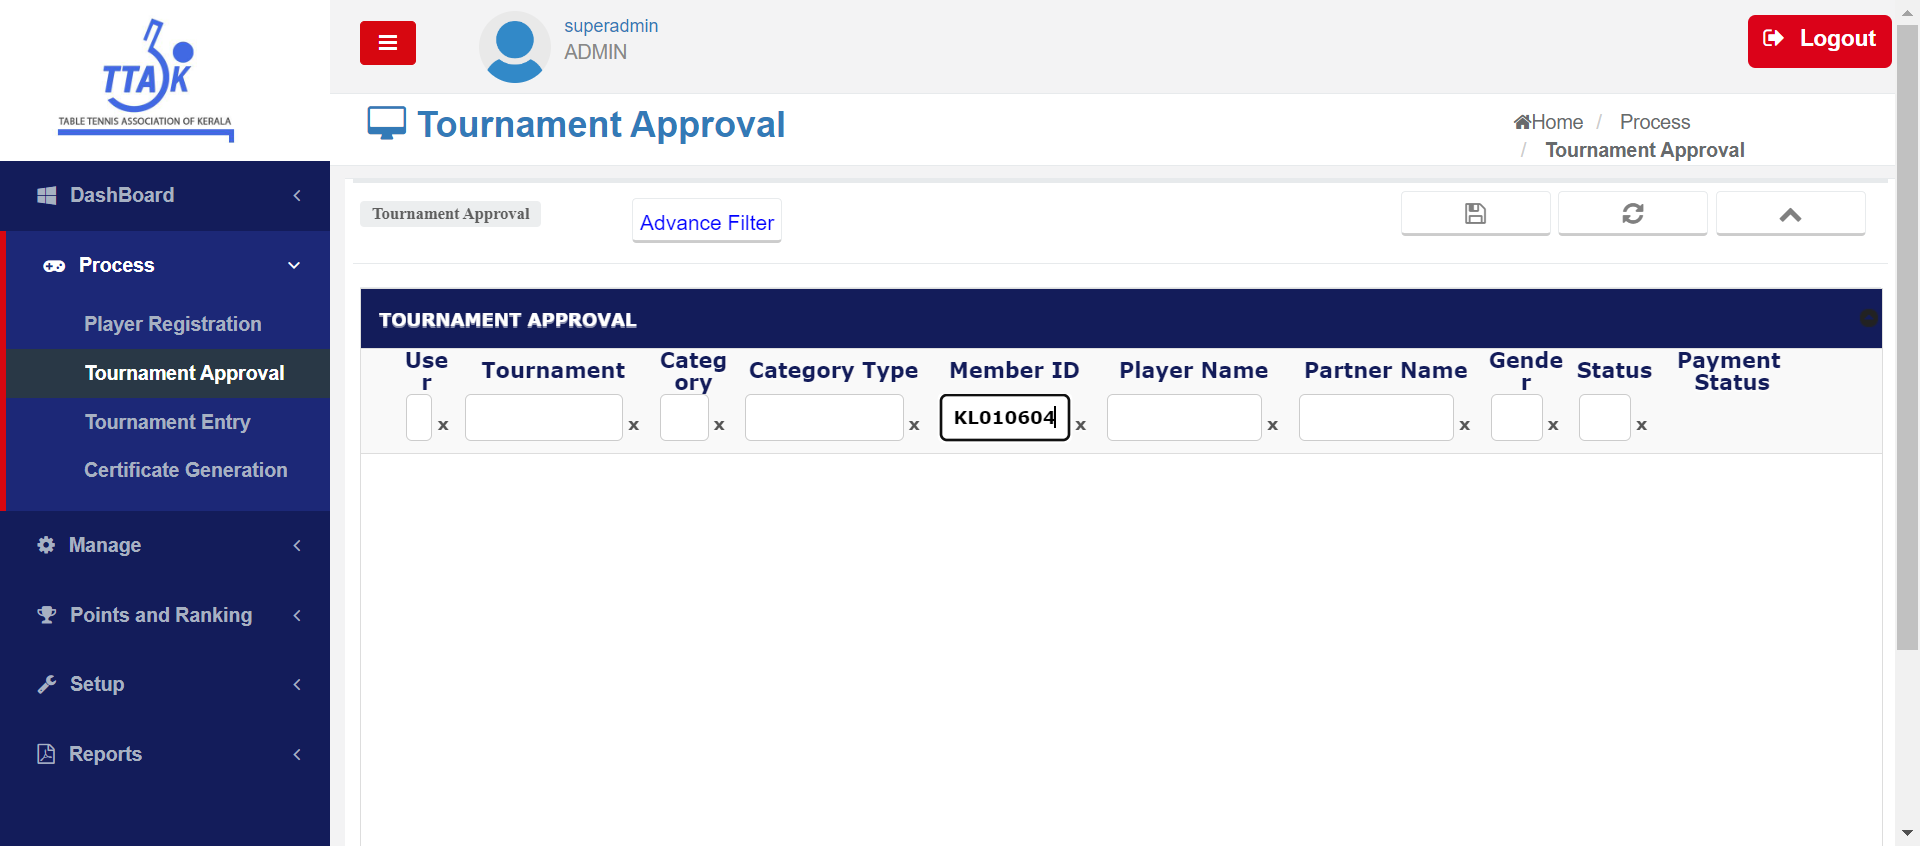 TTASK
TABLE TENNIS ASSOCIATION OF KERALA
superadmin
ADMIN
Logout
Tournament Approval
Home / Process
/ Tournament Approval
DashBoard
Process
Player Registration
Tournament Approval
Tournament Entry
Certificate Generation
Manage
Points and Ranking
Setup
Reports
Tournament Approval
Advance Filter
TOURNAMENT APPROVAL
User Tournament Category Category Type Member ID Player Name Partner Name Gender Status Payment Status
x x x x KL010604 x x x x x